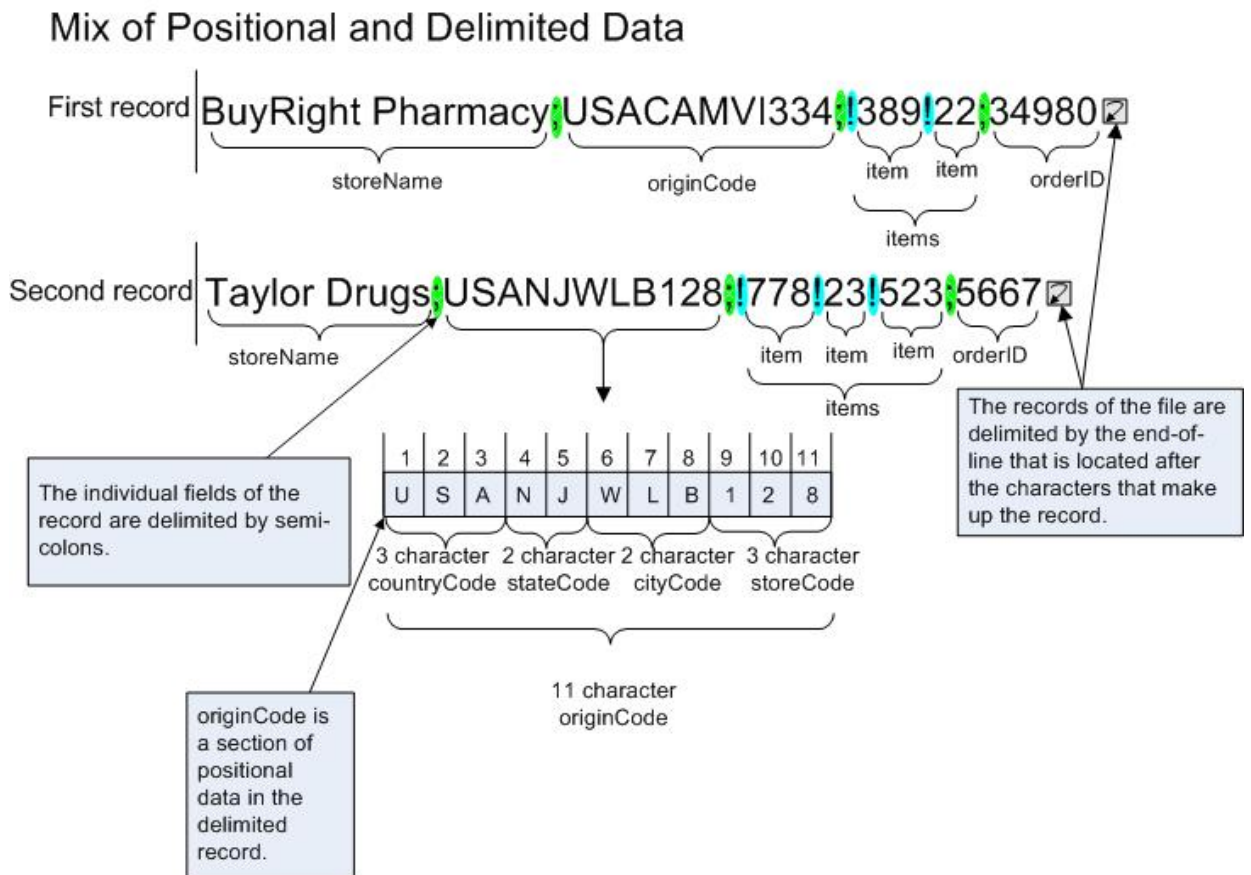 Mix of Positional and Delimited Data
First record BuyRight Pharmacy;USACAMVI334;!389!22;34980
storeName originCode item item orderID
items
Second record Taylor Drugs;USANJWLB128;!778!23!523;5667
storeName item item item orderID
items
The individual fields of the
record are delimited by semi-
colons.
1 2 3 4 5 6 7 8 9 10 11
U S A N J W L B 1 2 8
3 character 2 character 2 character 3 character
countryCode stateCode cityCode storeCode
11 character
originCode
The records of the file are
delimited by the end-of-
line that is located after
the characters that make
up the record.
originCode is
a section of
positional
data in the
delimited
record.